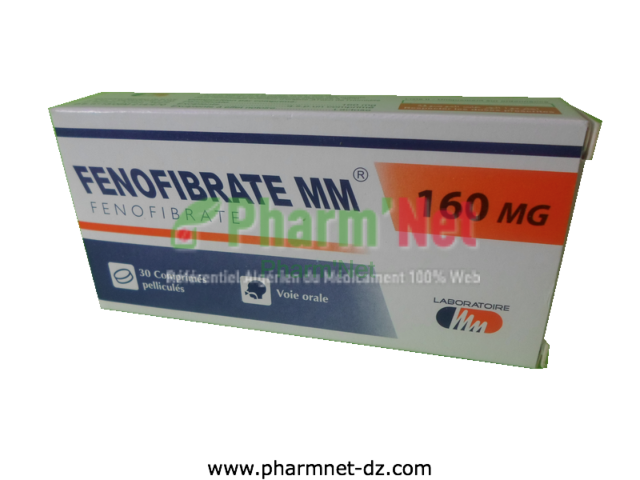 FENOFIBRATE MM®
FENOFIBRATE
160 MG
Pharm'Net
Référentiel Algérien du Médicament 100% Web
30 Comprimés
pelliculés
Voie orale
LABORATOIRE
MM
www.pharmnet-dz.com